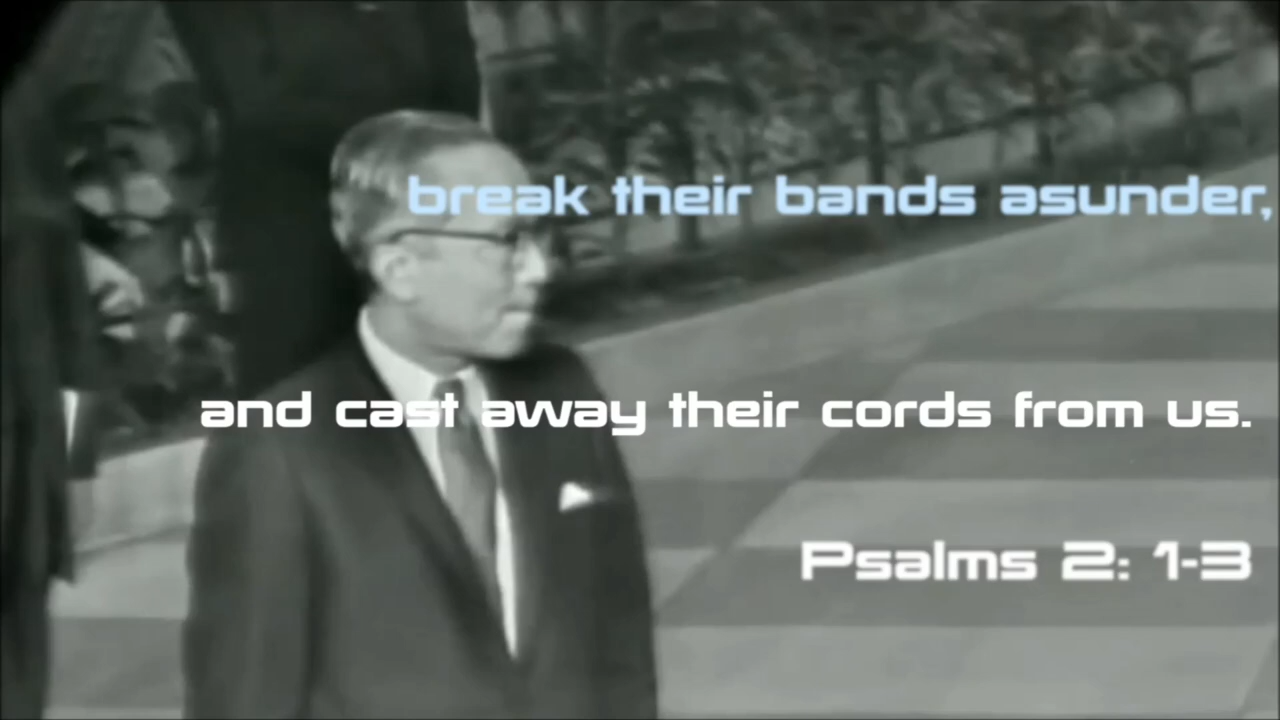 break their bands asunder,
and cast away their cords from us.
Psalms 2: 1-3